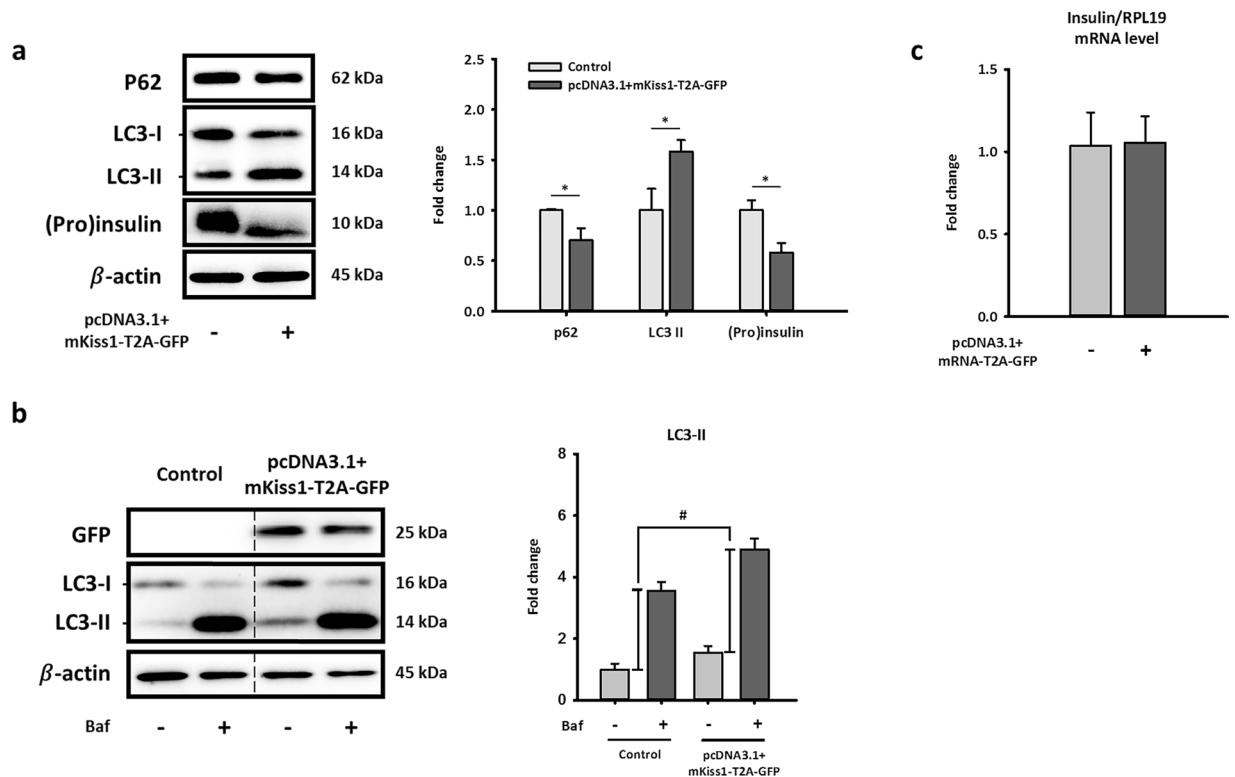 a
P62
62 kDa
LC3-I
16 kDa
LC3-II
14 kDa
(Pro)insulin
10 kDa
β-actin
45 kDa
pcDNA3.1+
mKiss1-T2A-GFP
- +
Control
pcDNA3.1+mKiss1-T2A-GFP
Fold change
2.5
2.0
1.5
1.0
0.5
0.0
* * *
p62 LC3 II (Pro)insulin
c
Insulin/RPL19
mRNA level
Fold change
1.5
1.0
0.5
0.0
pcDNA3.1+
mRNA-T2A-GFP
- +
b
Control
pcDNA3.1+
mKiss1-T2A-GFP
GFP
25 kDa
LC3-I
16 kDa
LC3-II
14 kDa
β-actin
45 kDa
Baf - + - +
LC3-II
Fold change
8
6
4
2
0
#
Baf - + - +
Control
pcDNA3.1+
mKiss1-T2A-GFP